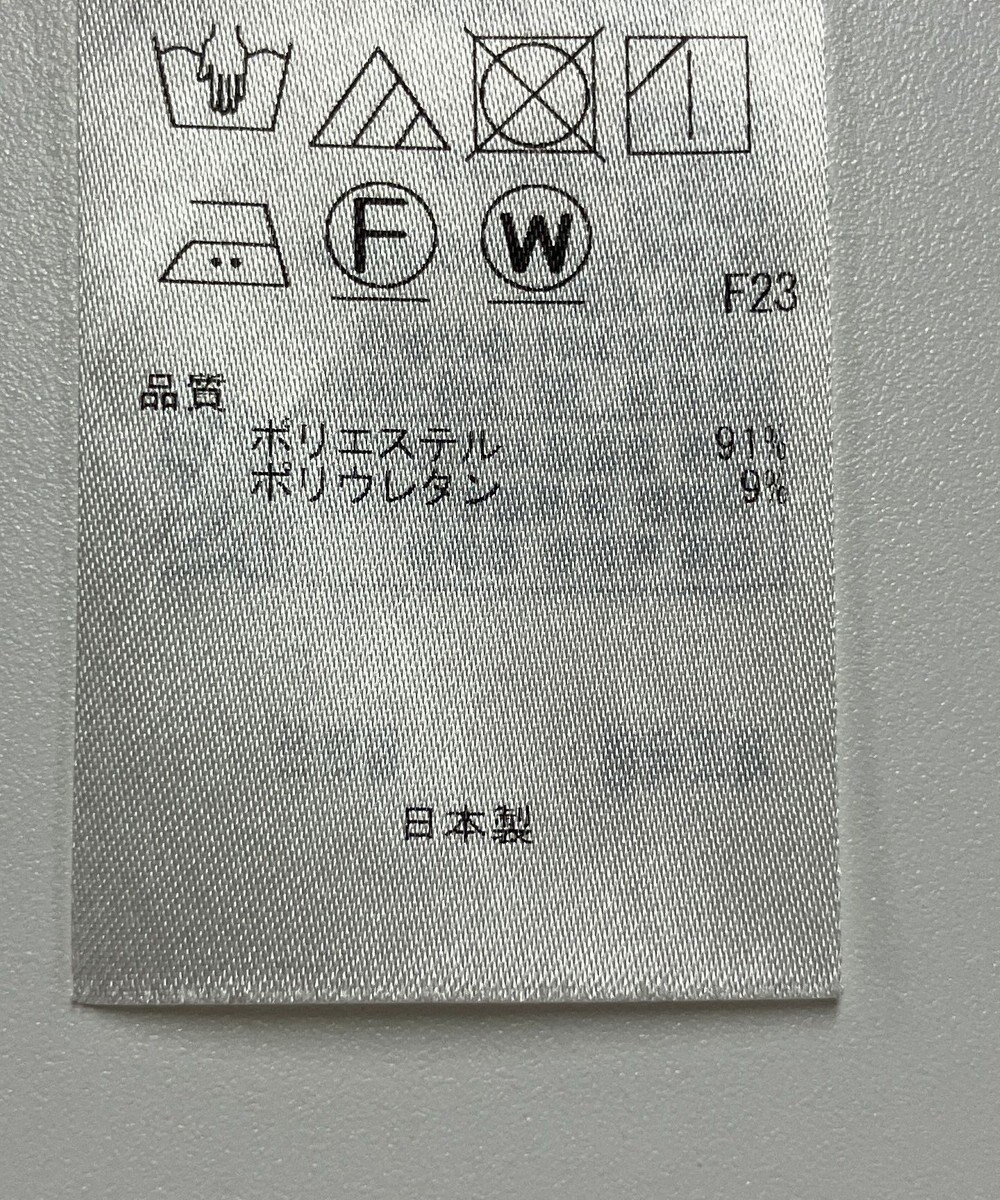 F W
F23
品質
ポリエステル 91%
ポリウレタン 9%
日本製